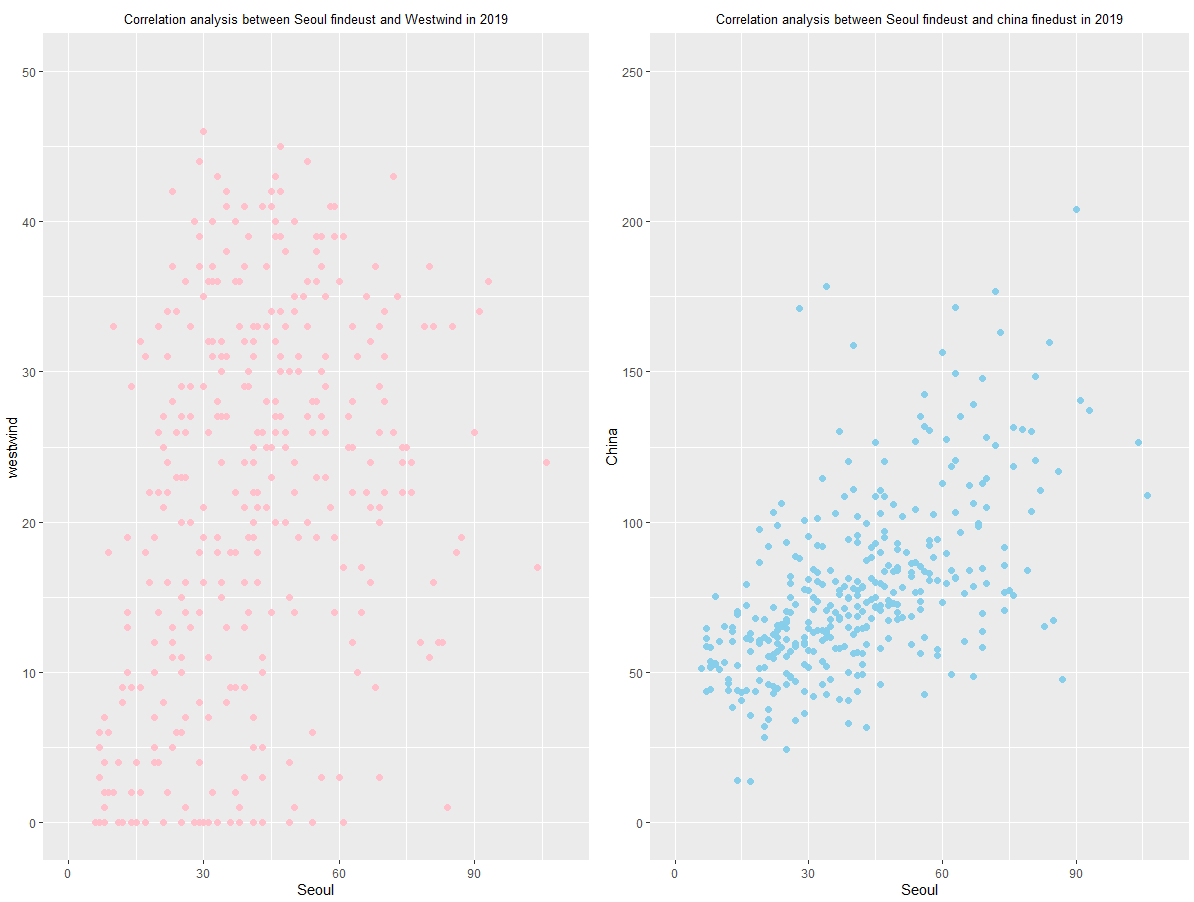 Correlation analysis between Seoul findeust and Westwind in 2019
50
40
30
20
10
0
westwind
0 30 60 90
Seoul
Correlation analysis between Seoul findeust and china finedust in 2019
250
200
150
100
50
0
China
0 30 60 90
Seoul